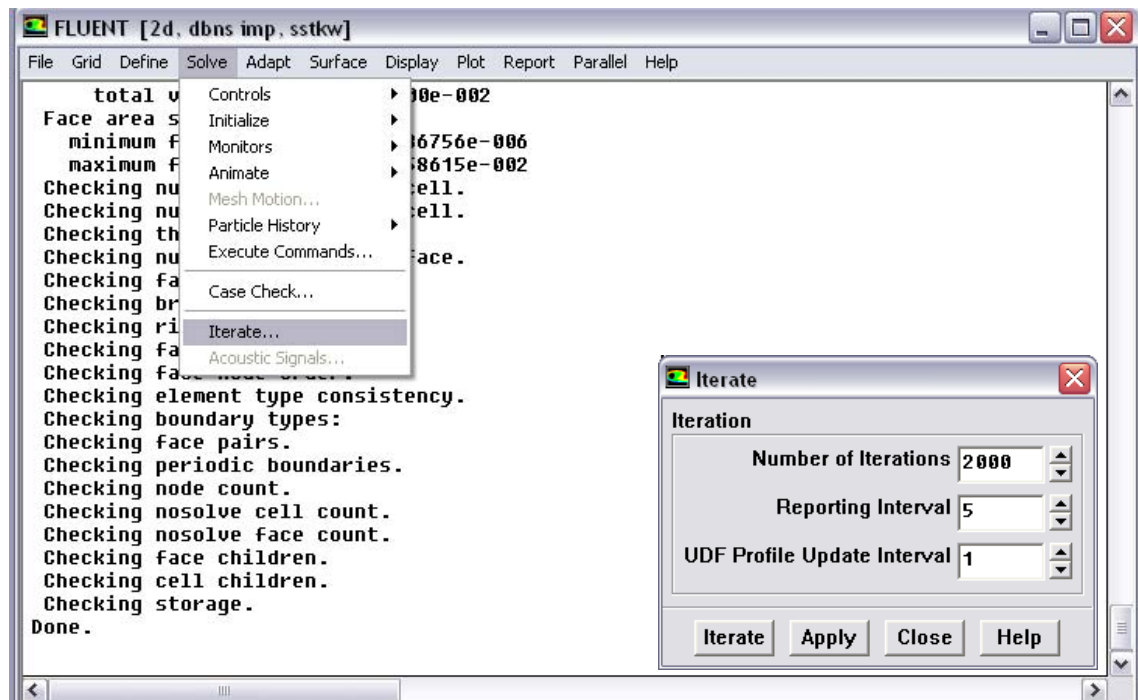 FLUENT [2d, dbns imp, sstkw]
File Grid Define Solve Adapt Surface Display Plot Report Parallel Help
total v
00e-002
Face area s
minimum f
86756e-006
maximum f
58615e-002
Checking nu
cell.
Checking nu
cell.
Checking th
Checking nu
face.
Checking fa
Checking br
Checking ri
Checking fa
Checking face node order.
Checking element type consistency.
Checking boundary types:
Checking face pairs.
Checking periodic boundaries.
Checking node count.
Checking nosolve cell count.
Checking nosolve face count.
Checking face children.
Checking cell children.
Checking storage.
Done.
Controls
Initialize
Monitors
Animate
Mesh Motion...
Particle History
Execute Commands...
Case Check...
Iterate...
Acoustic Signals...
Iterate
Iteration
Number of Iterations 2000
Reporting Interval 5
UDF Profile Update Interval 1
Iterate Apply Close Help